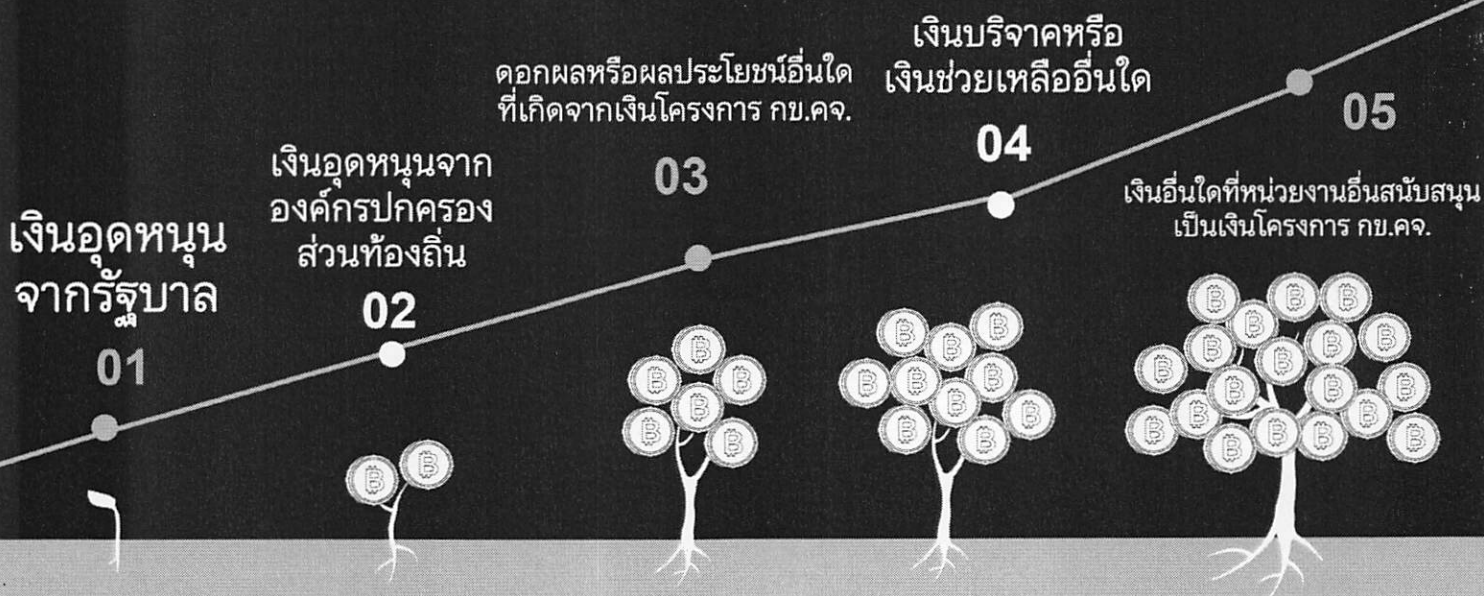 เงินอุดหนุน
จากรัฐบาล
01
เงินอุดหนุนจาก
องค์กรปกครอง
ส่วนท้องถิ่น
02
ดอกผลหรือผลประโยชน์อื่นใด
ที่เกิดจากเงินโครงการ กข.คจ.
03
เงินบริจาคหรือ
เงินช่วยเหลืออื่นใด
04
05
เงินอื่นใดที่หน่วยงานอื่นสนับสนุน
เป็นเงินโครงการ กข.คจ.